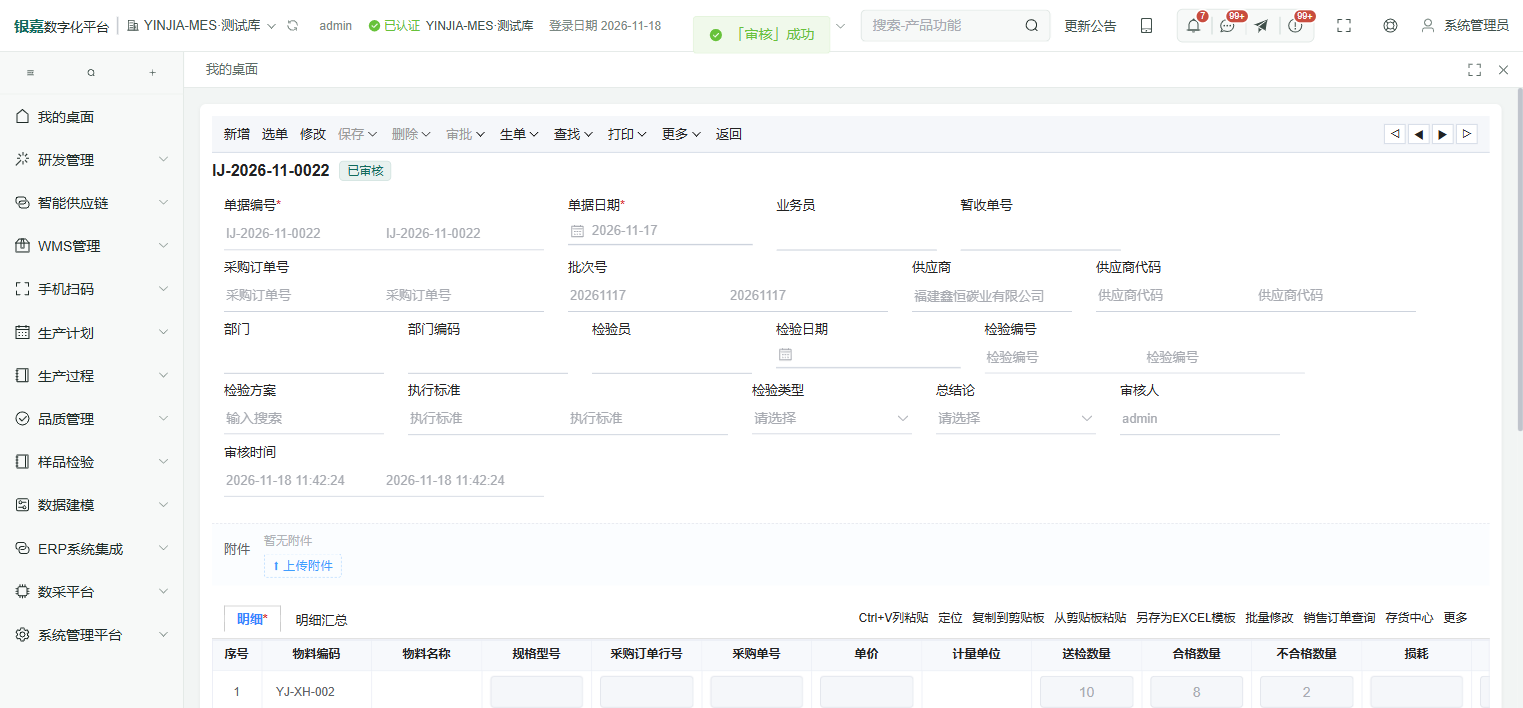 银嘉数字化平台 YINJIA-MES·测试库 admin 已认证 YINJIA-MES·测试库 登录日期 2026-11-18 「审核」成功 搜索-产品功能 更新公告 7 99+ 99+ 系统管理员
我的桌面
我的桌面
研发管理
智能供应链
WMS管理
手机扫码
生产计划
生产过程
品质管理
样品检验
数据建模
ERP系统集成
数采平台
系统管理平台
新增 选单 修改 保存 删除 审批 生单 查找 打印 更多 返回
IJ-2026-11-0022 已审核
单据编号* 单据日期* 业务员 暂收单号
IJ-2026-11-0022 IJ-2026-11-0022 2026-11-17
采购订单号 批次号 供应商 供应商代码
采购订单号 采购订单号 20261117 20261117 福建鑫恒碳业有限公司 供应商代码 供应商代码
部门 部门编码 检验员 检验日期 检验编号
检验编号 检验编号
检验方案 执行标准 检验类型 总结论 审核人
输入搜索 执行标准 执行标准 请选择 请选择 admin
审核时间
2026-11-18 11:42:24 2026-11-18 11:42:24
附件 暂无附件
上传附件
明细* 明细汇总 Ctrl+V列粘贴 定位 复制到剪贴板 从剪贴板粘贴 另存为EXCEL模板 批量修改 销售订单查询 存货中心 更多
序号 物料编码 物料名称 规格型号 采购订单行号 采购单号 单价 计量单位 送检数量 合格数量 不合格数量 损耗
1 YJ-XH-002 10 8 2